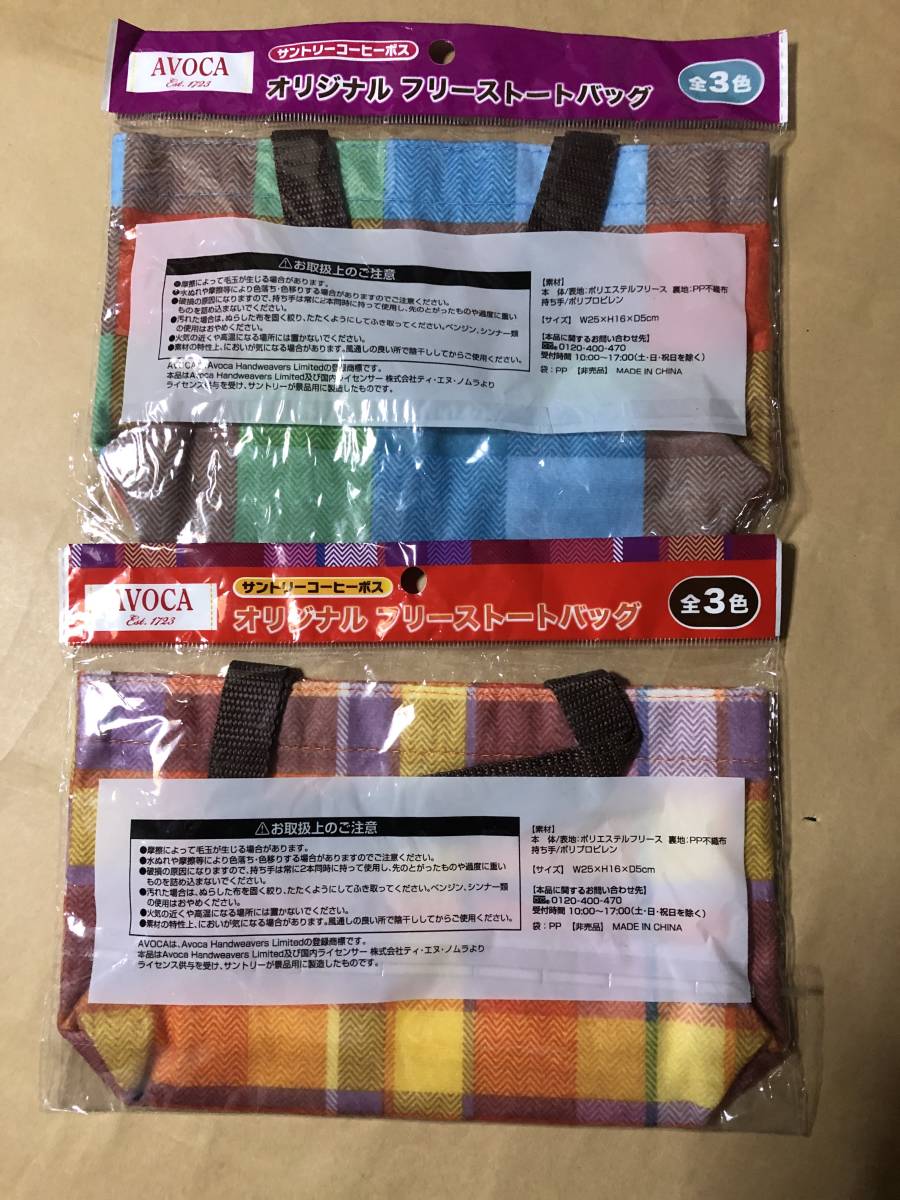 AVOCA
Est. 1723
サントリーコーヒーボス
オリジナル フリーストートバッグ
全3色
⚠お取扱上のご注意
●摩擦によって毛玉が生じる場合があります。
●水ぬれや摩擦等により色落ち・色移りする場合がありますのでご注意ください。
●破損の原因になりますので、持ち手は常に2本同時に持って使用し、先のとがったものや過度に重い
ものを詰め込まないでください。
●汚れた場合は、ぬらした布を固く絞り、たたくようにしてふき取ってください。ベンジン、シンナー類
の使用はおやめください。
●火気の近くや高温になる場所には置かないでください。
●素材の特性上、においが気になる場合があります。風通しの良い所で陰干ししてからご使用ください。
AVOCAは、Avoca Handweavers Limitedの登録商標です。
本品はAvoca Handweavers Limited及び国内ライセンサー 株式会社ティ・エヌ・ノムラより
ライセンス供与を受け、サントリーが景品用に製造したものです。
【素材】
本 体/表地:ポリエステルフリース 裏地:PP不織布
持ち手/ポリプロピレン
【サイズ】 W25×H16×D5cm
【本品に関するお問い合わせ先】
0120-400-470
受付時間 10:00〜17:00(土・日・祝日を除く)
袋:PP 【非売品】 MADE IN CHINA
AVOCA
Est. 1723
サントリーコーヒーボス
オリジナル フリーストートバッグ
全3色
⚠お取扱上のご注意
●摩擦によって毛玉が生じる場合があります。
●水ぬれや摩擦等により色落ち・色移りする場合がありますのでご注意ください。
●破損の原因になりますので、持ち手は常に2本同時に持って使用し、先のとがったものや過度に重い
ものを詰め込まないでください。
●汚れた場合は、ぬらした布を固く絞り、たたくようにしてふき取ってください。ベンジン、シンナー類
の使用はおやめください。
●火気の近くや高温になる場所には置かないでください。
●素材の特性上、においが気になる場合があります。風通しの良い所で陰干ししてからご使用ください。
AVOCAは、Avoca Handweavers Limitedの登録商標です。
本品はAvoca Handweavers Limited及び国内ライセンサー 株式会社ティ・エヌ・ノムラより
ライセンス供与を受け、サントリーが景品用に製造したものです。
【素材】
本 体/表地:ポリエステルフリース 裏地:PP不織布
持ち手/ポリプロピレン
【サイズ】 W25×H16×D5cm
【本品に関するお問い合わせ先】
0120-400-470
受付時間 10:00〜17:00(土・日・祝日を除く)
袋:PP 【非売品】 MADE IN CHINA